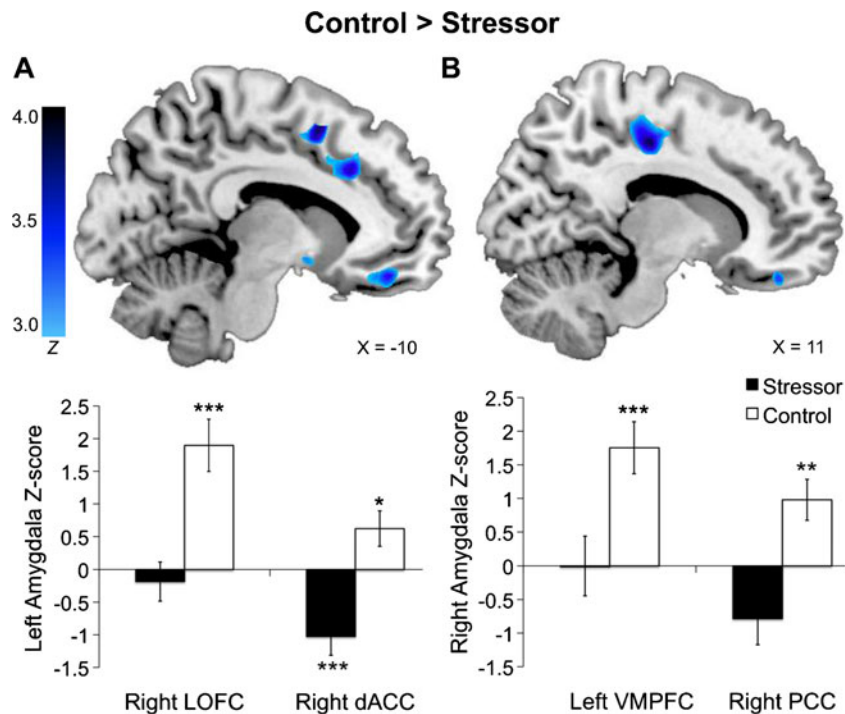 Control > Stressor
A
B
4.0
3.5
3.0
Z
X = -10
X = 11
Stressor
Control
Left Amygdala Z-score
2.5
2
1.5
1
0.5
0
-0.5
-1
-1.5
***
*
***
Right LOFC
Right dACC
Right Amygdala Z-score
2.5
2
1.5
1
0.5
0
-0.5
-1
-1.5
***
**
Left VMPFC
Right PCC